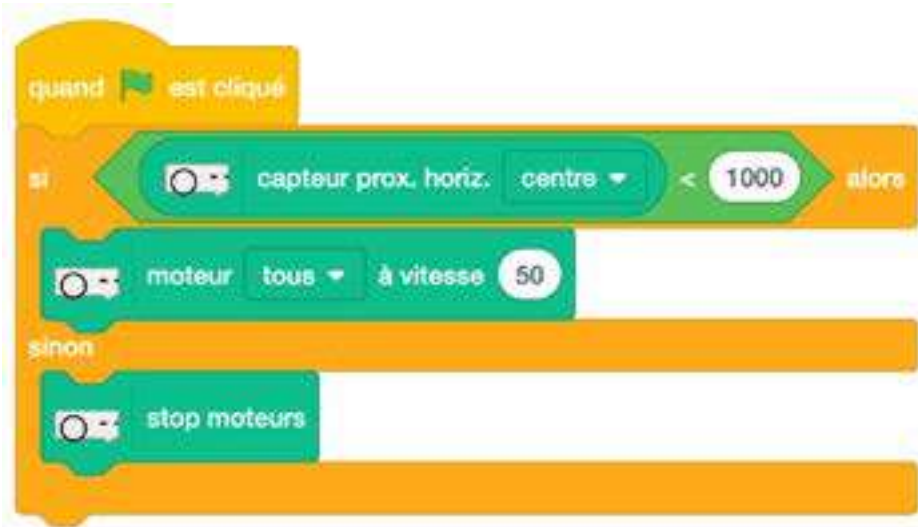 quand est cliqué
si capteur prox. horiz. centre < 1000 alors
moteur tous à vitesse 50
sinon
stop moteurs